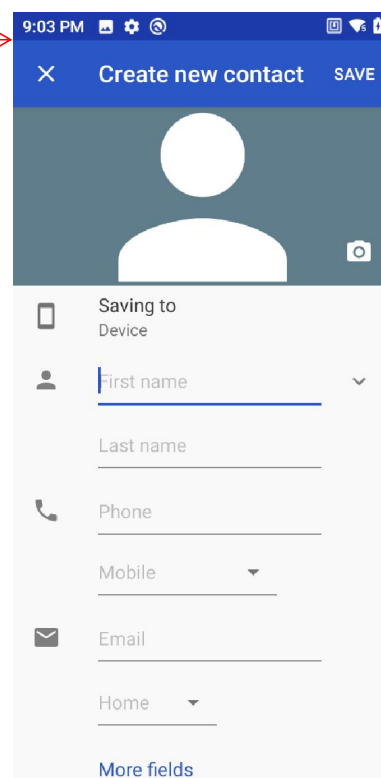 9:03 PM
Create new contact SAVE
Saving to
Device
First name
Last name
Phone
Mobile
Email
Home
More fields